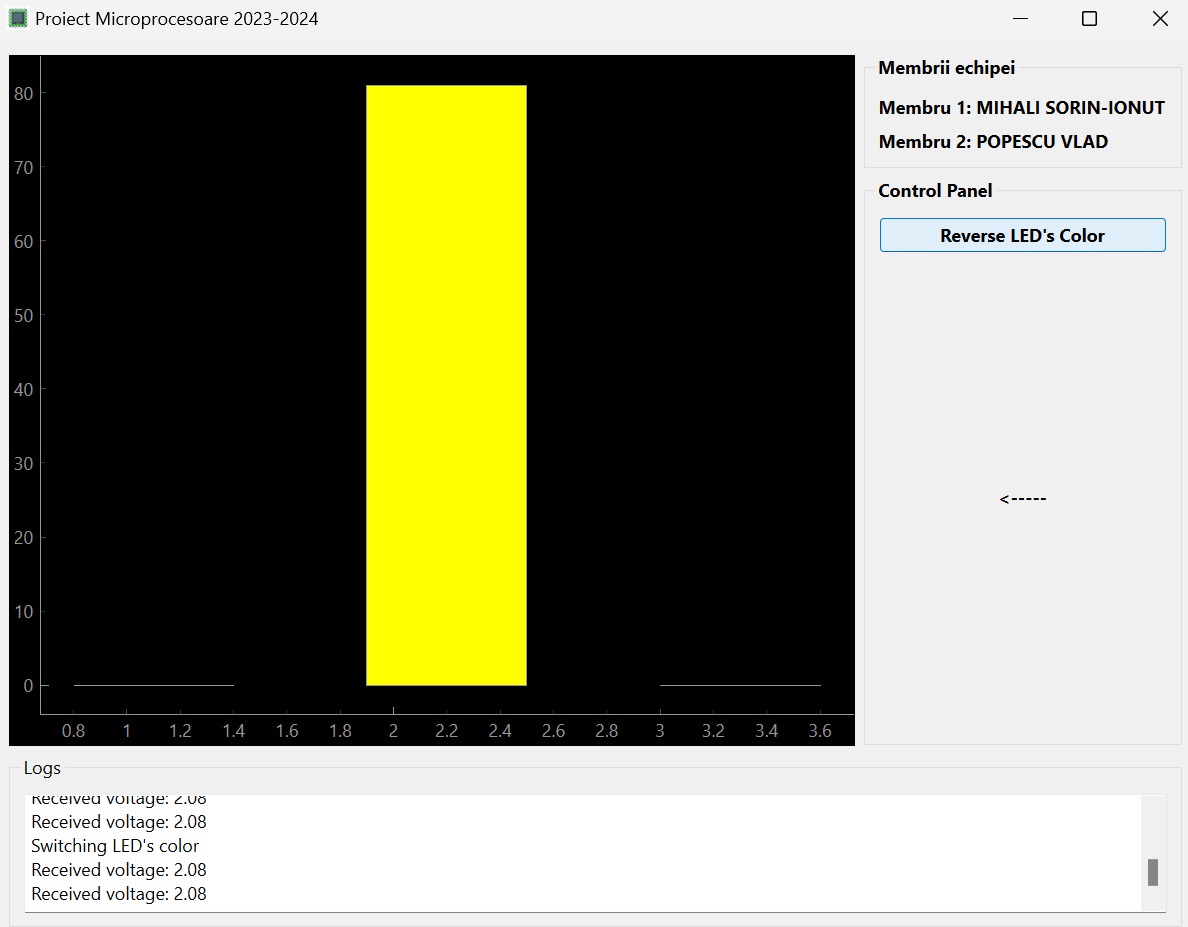 Proiect Microprocesoare 2023-2024
80
70
60
50
40
30
20
10
0
0.8 1 1.2 1.4 1.6 1.8 2 2.2 2.4 2.6 2.8 3 3.2 3.4 3.6
Membrii echipei
Membru 1: MIHALI SORIN-IONUT
Membru 2: POPESCU VLAD
Control Panel
Reverse LED's Color
<-----
Logs
Received voltage: 2.08
Received voltage: 2.08
Switching LED's color
Received voltage: 2.08
Received voltage: 2.08